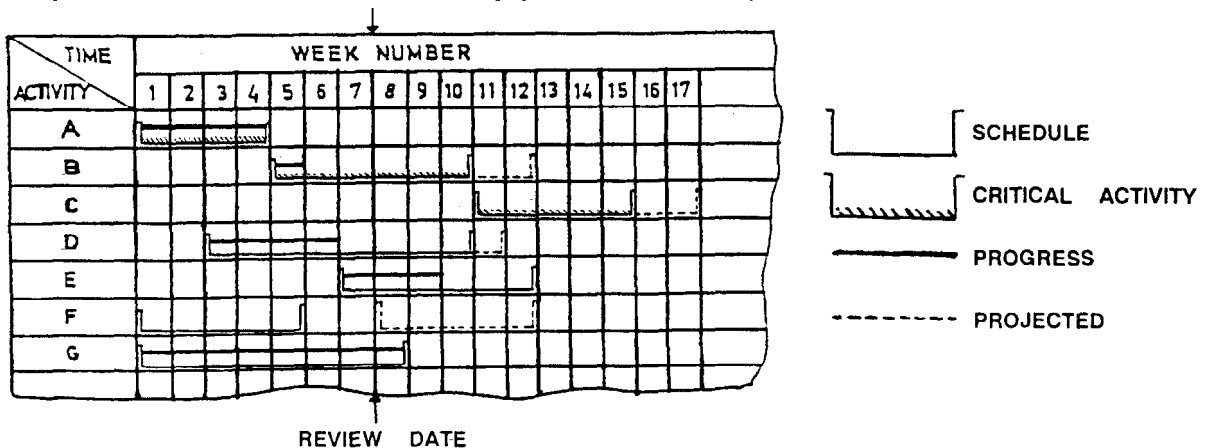 TIME
WEEK NUMBER
ACTIVITY
1 2 3 4 5 6 7 8 9 10 11 12 13 14 15 16 17
A
B
C
D
E
F
G
SCHEDULE
CRITICAL ACTIVITY
PROGRESS
PROJECTED
REVIEW DATE